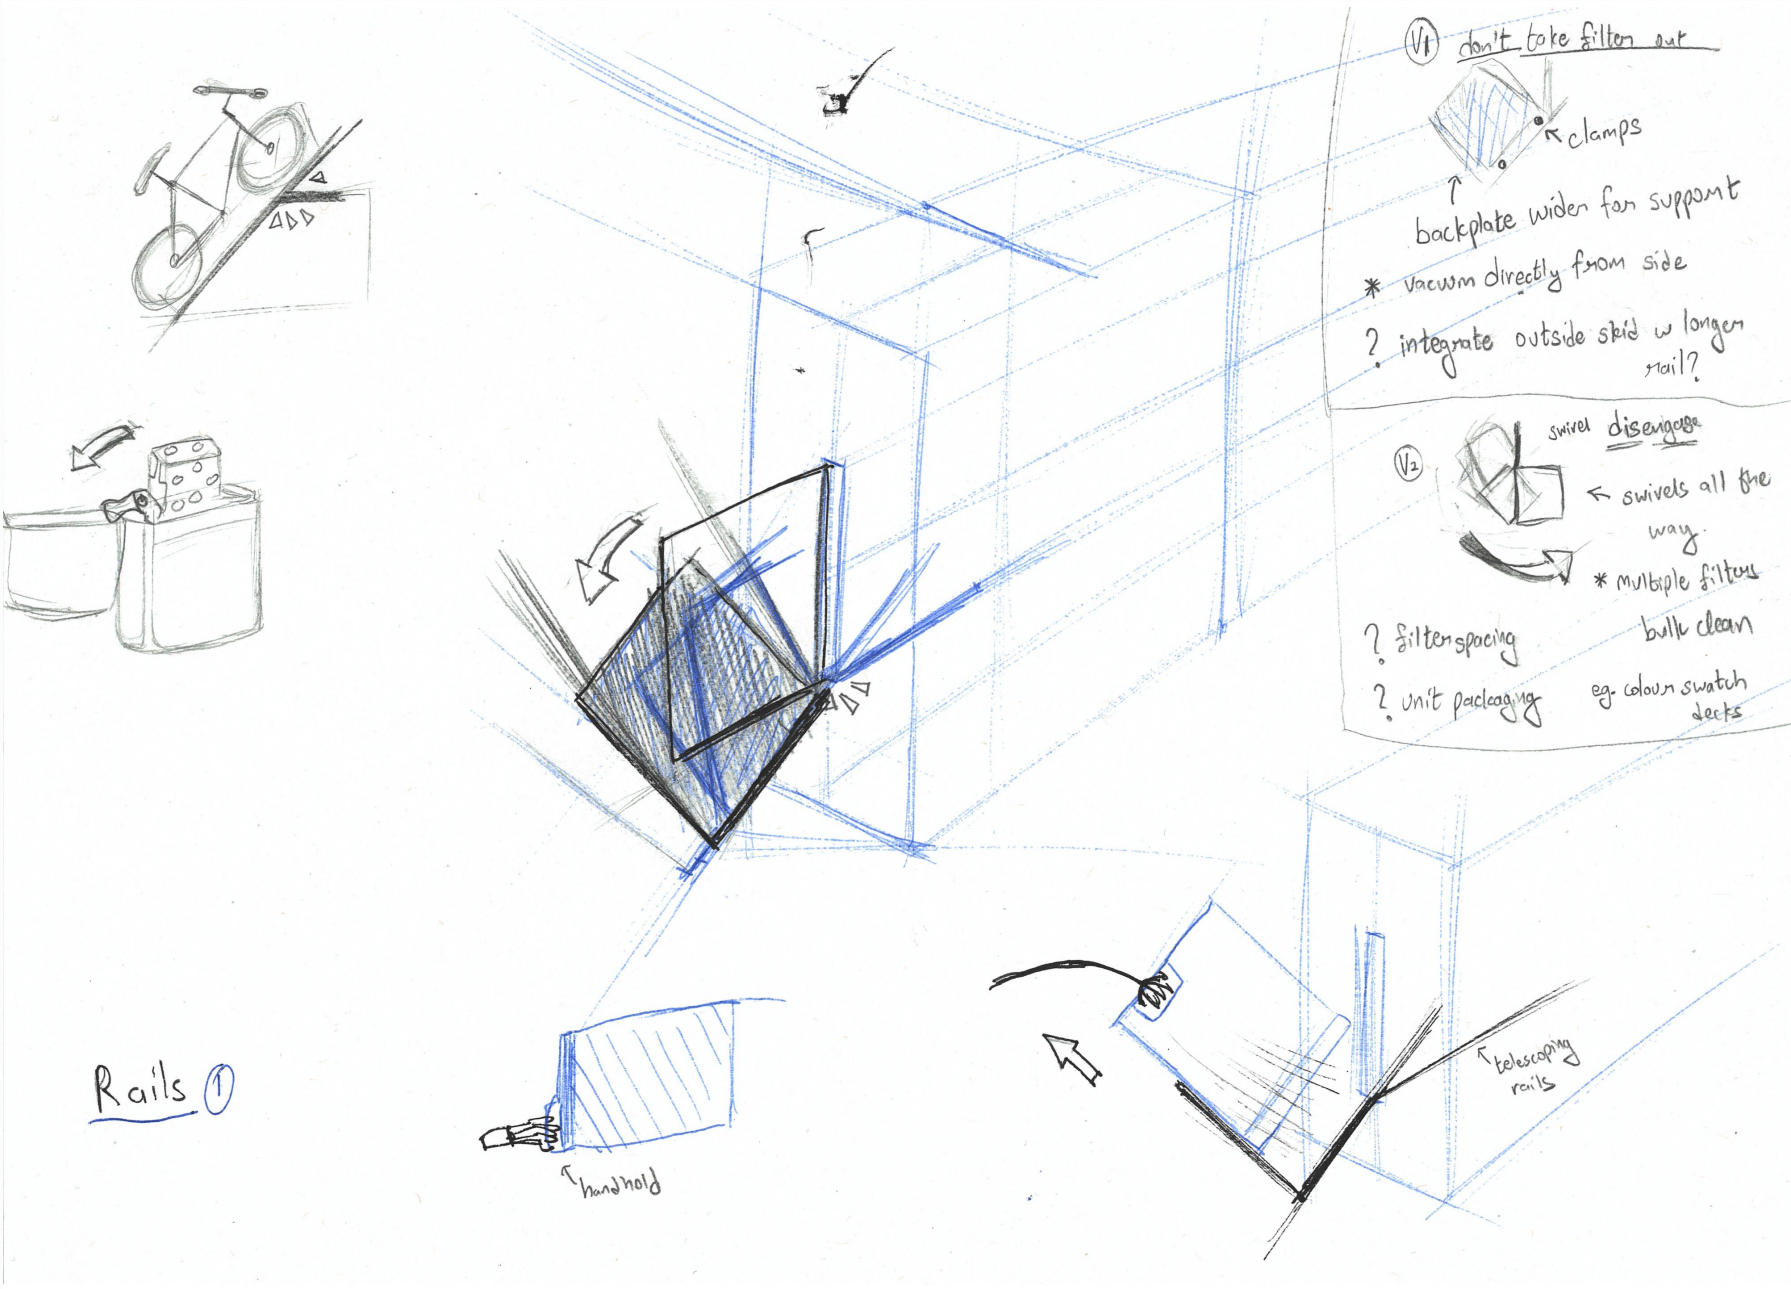 V1 don't take filter out
clamps
backplate wider for support
* vacuum directly from side
? integrate outside skid w longer
rail?
swivel disengage
V2
swivels all the
way.
* multiple filters
bulk clean
? filter spacing
? unit packaging
eg. colour swatch
decks
telescoping
rails
Rails 1
handhold